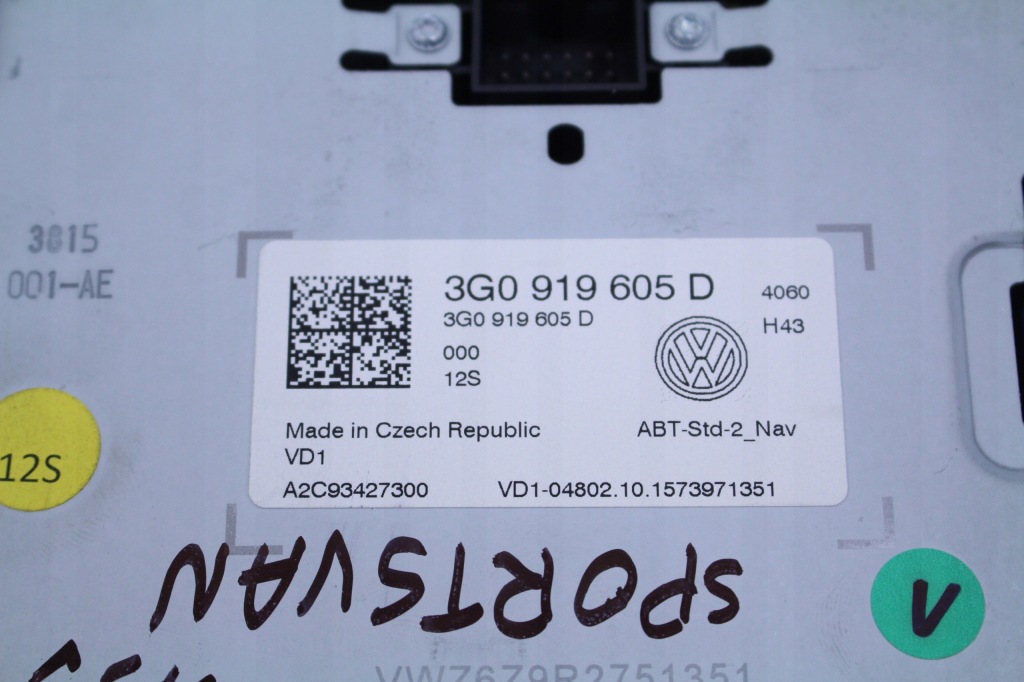 3815
001-AE
3G0 919 605 D
4060
3G0 919 605 D
H43
000
12S
Made in Czech Republic
ABT-Std-2_Nav
VD1
A2C93427300
VD1-04802.10.1573971351
12S
SPORTSVAN
V
VWZ6Z9R2751351